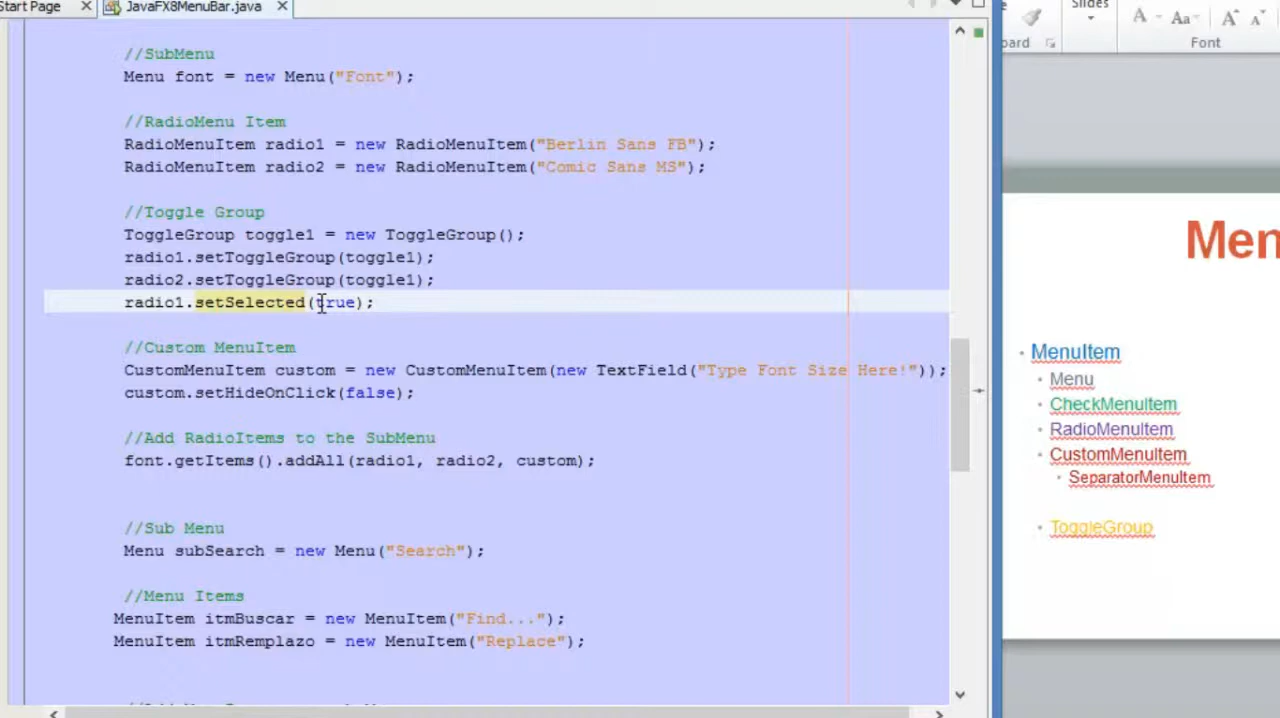 Start Page
JavaFX8MenuBar.java
//SubMenu
Menu font = new Menu("Font");
//RadioMenu Item
RadioMenuItem radio1 = new RadioMenuItem("Berlin Sans FB");
RadioMenuItem radio2 = new RadioMenuItem("Comic Sans MS");
//Toggle Group
ToggleGroup toggle1 = new ToggleGroup();
radio1.setToggleGroup(toggle1);
radio2.setToggleGroup(toggle1);
radio1.setSelected(true);
//Custom MenuItem
CustomMenuItem custom = new CustomMenuItem(new TextField("Type Font Size Here!"));
custom.setHideOnClick(false);
//Add RadioItems to the SubMenu
font.getItems().addAll(radio1, radio2, custom);
//Sub Menu
Menu subSearch = new Menu("Search");
//Menu Items
MenuItem itmBuscar = new MenuItem("Find...");
MenuItem itmRemplazo = new MenuItem("Replace");
Slides
A Aa A A
oard
Font
Men
• MenuItem
• Menu
• CheckMenuItem
• RadioMenuItem
• CustomMenuItem
• SeparatorMenuItem
• ToggleGroup